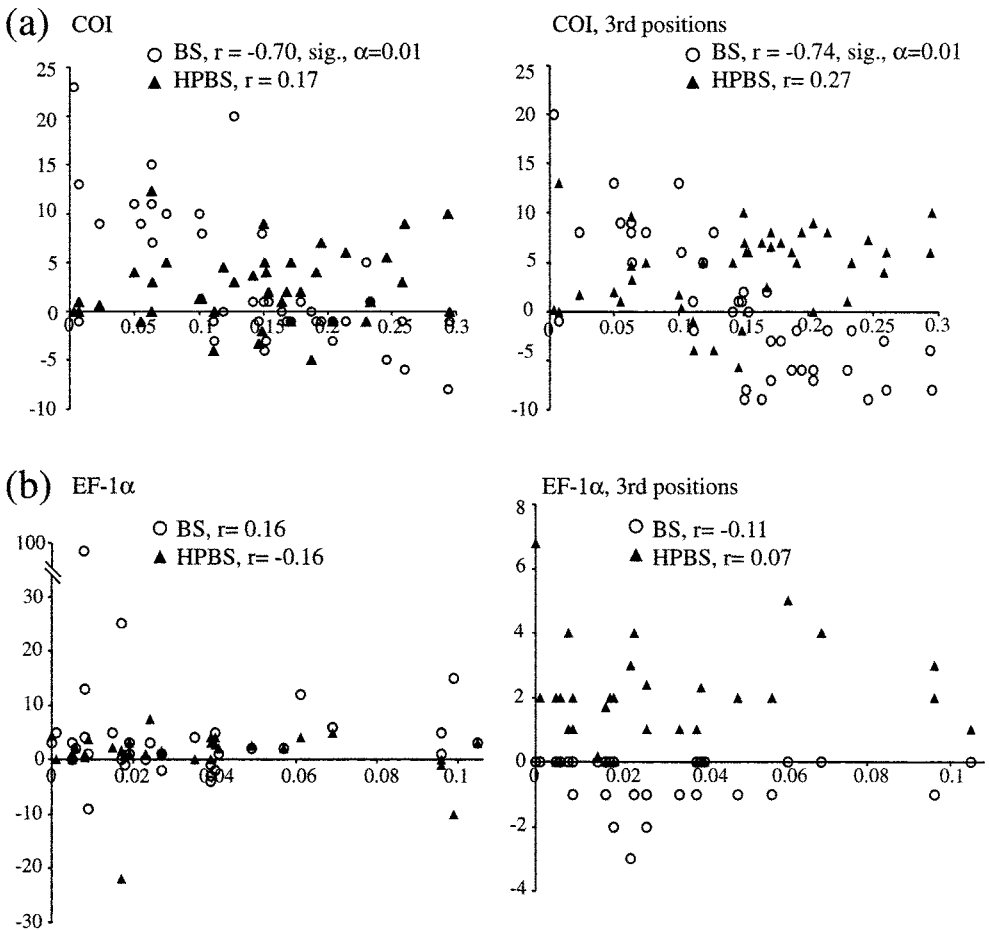 (a) COI
BS, r = -0.70, sig., α=0.01
HPBS, r = 0.17
25
20
15
10
5
0
-5
-10
0 0.05 0.1 0.15 0.2 0.25 0.3
COI, 3rd positions
BS, r = -0.74, sig., α=0.01
HPBS, r= 0.27
25
20
15
10
5
0
-5
-10
0 0.05 0.1 0.15 0.2 0.25 0.3
(b) EF-1α
BS, r= 0.16
HPBS, r= -0.16
100
30
20
10
0
-10
-20
-30
0 0.02 0.04 0.06 0.08 0.1
EF-1α, 3rd positions
BS, r= -0.11
HPBS, r= 0.07
8
6
4
2
0
-2
-4
0 0.02 0.04 0.06 0.08 0.1